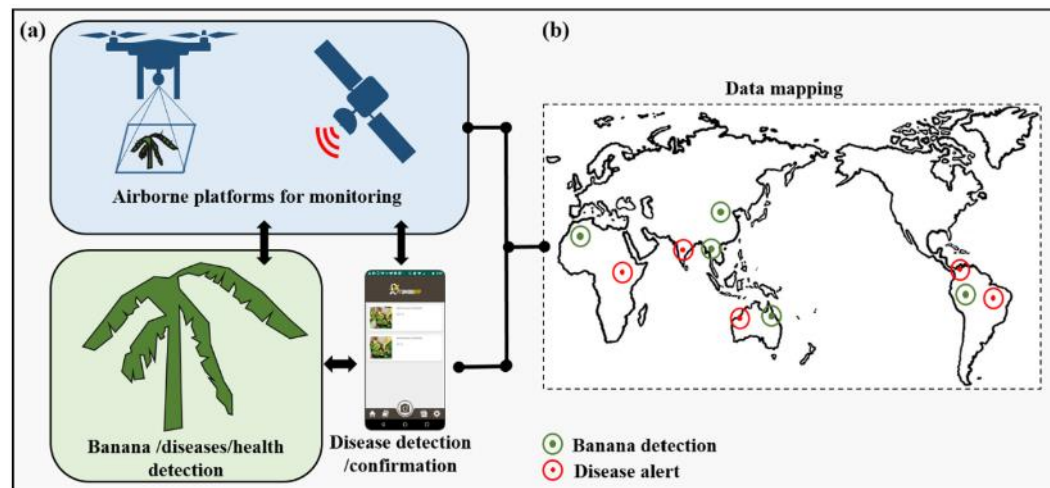 (a)
Airborne platforms for monitoring
Banana /diseases/health
detection
Disease detection
/confirmation
(b)
Data mapping
Banana detection
Disease alert